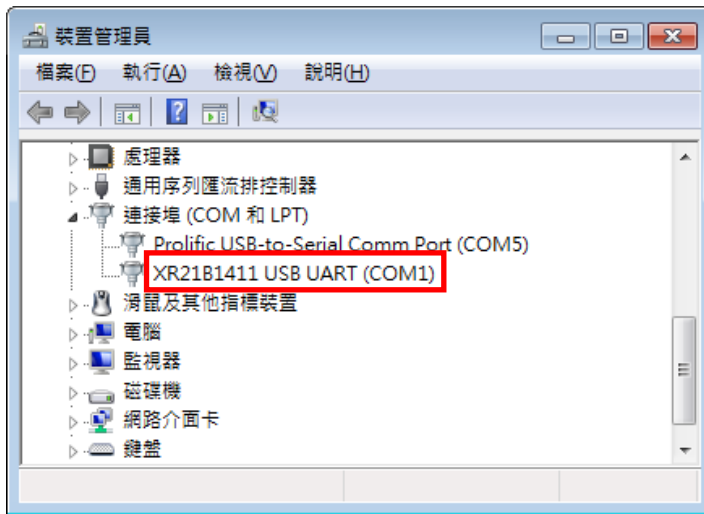 裝置管理員
檔案(F) 執行(A) 檢視(V) 說明(H)
處理器
通用序列匯流排控制器
連接埠 (COM 和 LPT)
Prolific USB-to-Serial Comm Port (COM5)
XR21B1411 USB UART (COM1)
滑鼠及其他指標裝置
電腦
監視器
磁碟機
網路介面卡
鍵盤